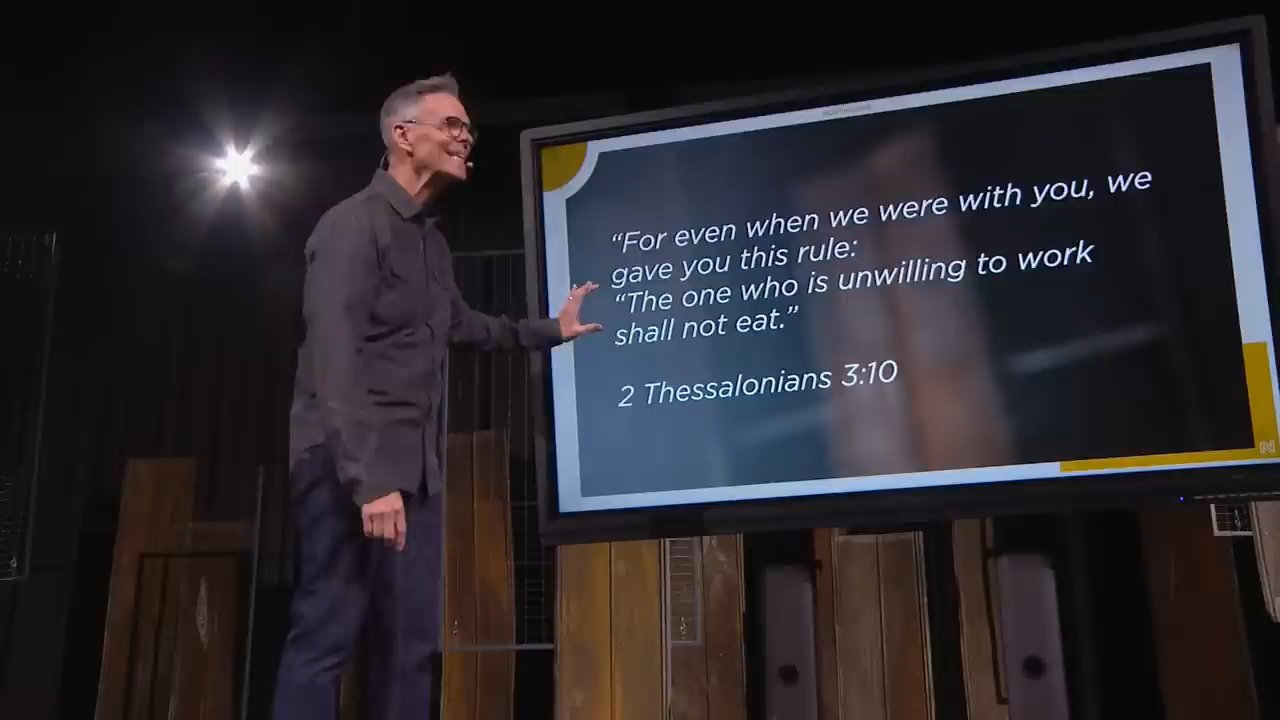 “For even when we were with you, we
gave you this rule:
“The one who is unwilling to work
shall not eat.”
2 Thessalonians 3:10
N